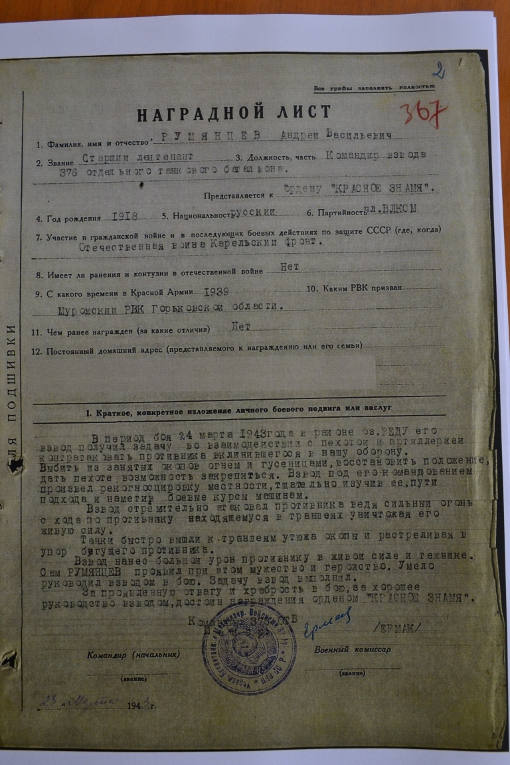 2
Все графы заполнять полностью
367
НАГРАДНОЙ ЛИСТ
1. Фамилия, имя и отчество РУМЯНЦЕВ Андрей Васильевич
2. Звание Старший лейтенант 3. Должность, часть Командир взвода
376 отдельного танкового батальона.
Представляется к Ордену "КРАСНОЕ ЗНАМЯ".
4. Год рождения 1918 5. Национальность русский 6. Партийность чл.ВЛКСМ
7. Участие в гражданской войне и в последующих боевых действиях по защите СССР (где, когда)
Отечественная война Карельский фронт.
8. Имеет ли ранения и контузии в отечественной войне Нет
9. С какого времени в Красной Армии 1939 10. Каким РВК призван
Муромский РВК Горьковской области.
11. Чем ранее награжден (за какие отличия) Нет
12. Постоянный домашний адрес (представляемого к награждению или его семьи)
ДЛЯ ПОДШИВКИ
I. Краткое, конкретное изложение личного боевого подвига или заслуг
В период боя 24 марта 1943года в районе оз. его
взвод получил задачу во взаимодействии с пехотой и артиллерией
контратаковать противника вклинившегося в нашу оборону.
Выбить из занятых окопов огнем и гусеницами,восстановить положение,
дать пехоте возможность закрепиться. Взвод под его командованием
произвел рекогносцировку местности,тщательно изучив ее,пути
подхода и наметив боевые курсы машинам.
Взвод стремительно атаковал противника ведя сильный огонь
с хода по противнику находящемуся в траншеях уничтожая его
живую силу.
Танки быстро вышли к траншеям утюжа окопы и растреливая в
упор бегущего противника.
Взвод нанес большой урон противнику в живой силе и технике.
Сам РУМЯНЦЕВ проявил при этом мужество и геройство. Умело
руководил взводом в бою. Задачу взвод выполнил.
За проявленную отвагу и храбрость в бою,за хорошее
руководство взводом,достоин награждения орденом "КРАСНОЕ ЗНАМЯ".
Ермак
/ЕРМАК/
Командир (начальник) Военный комиссар
(звание) (звание)
194 г.